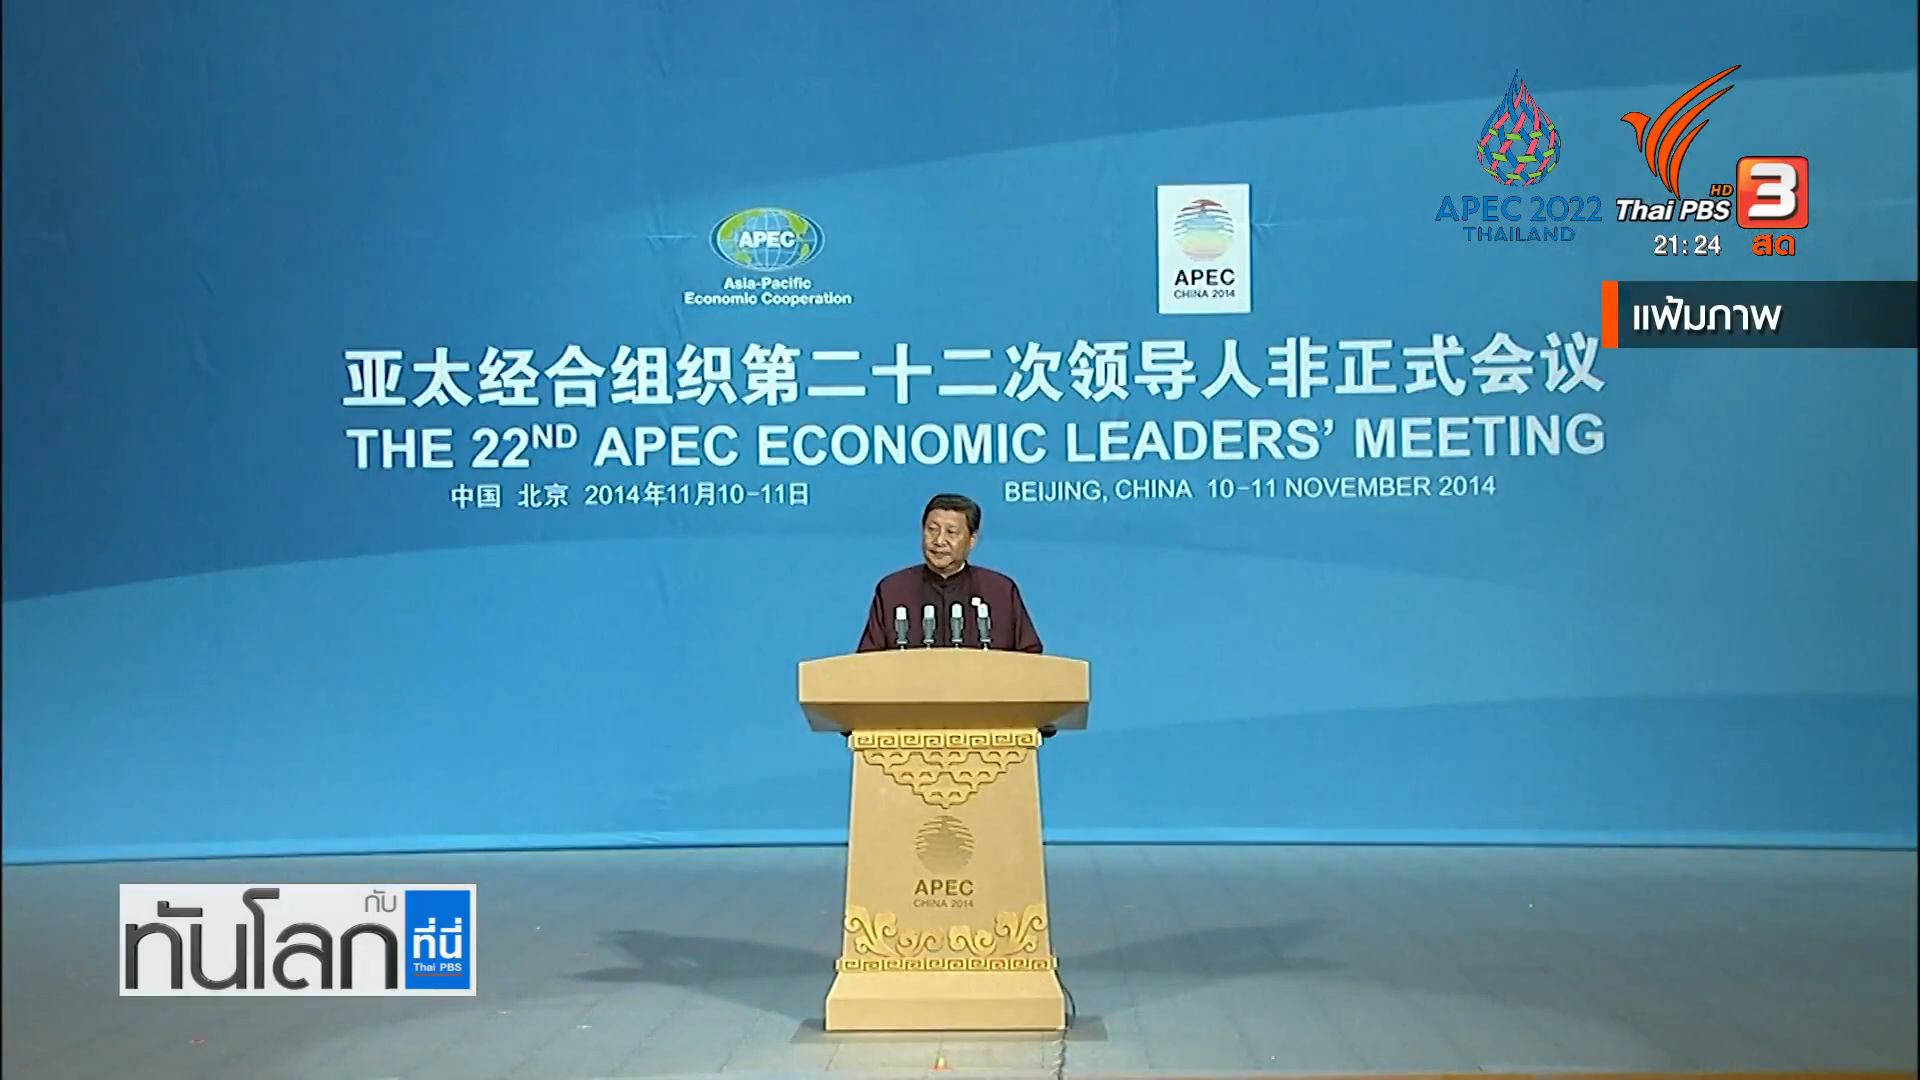 APEC 2022
THAILAND
Thai PBS HD 3
21:24 สด
แฟ้มภาพ
APEC
Asia-Pacific
Economic Cooperation
APEC
CHINA 2014
亚太经合组织第二十二次领导人非正式会议
THE 22ND APEC ECONOMIC LEADERS' MEETING
中国 北京 2014年11月10-11日
BEIJING, CHINA 10-11 NOVEMBER 2014
APEC
CHINA 2014
ทันโลก กับ ที่นี่
Thai PBS